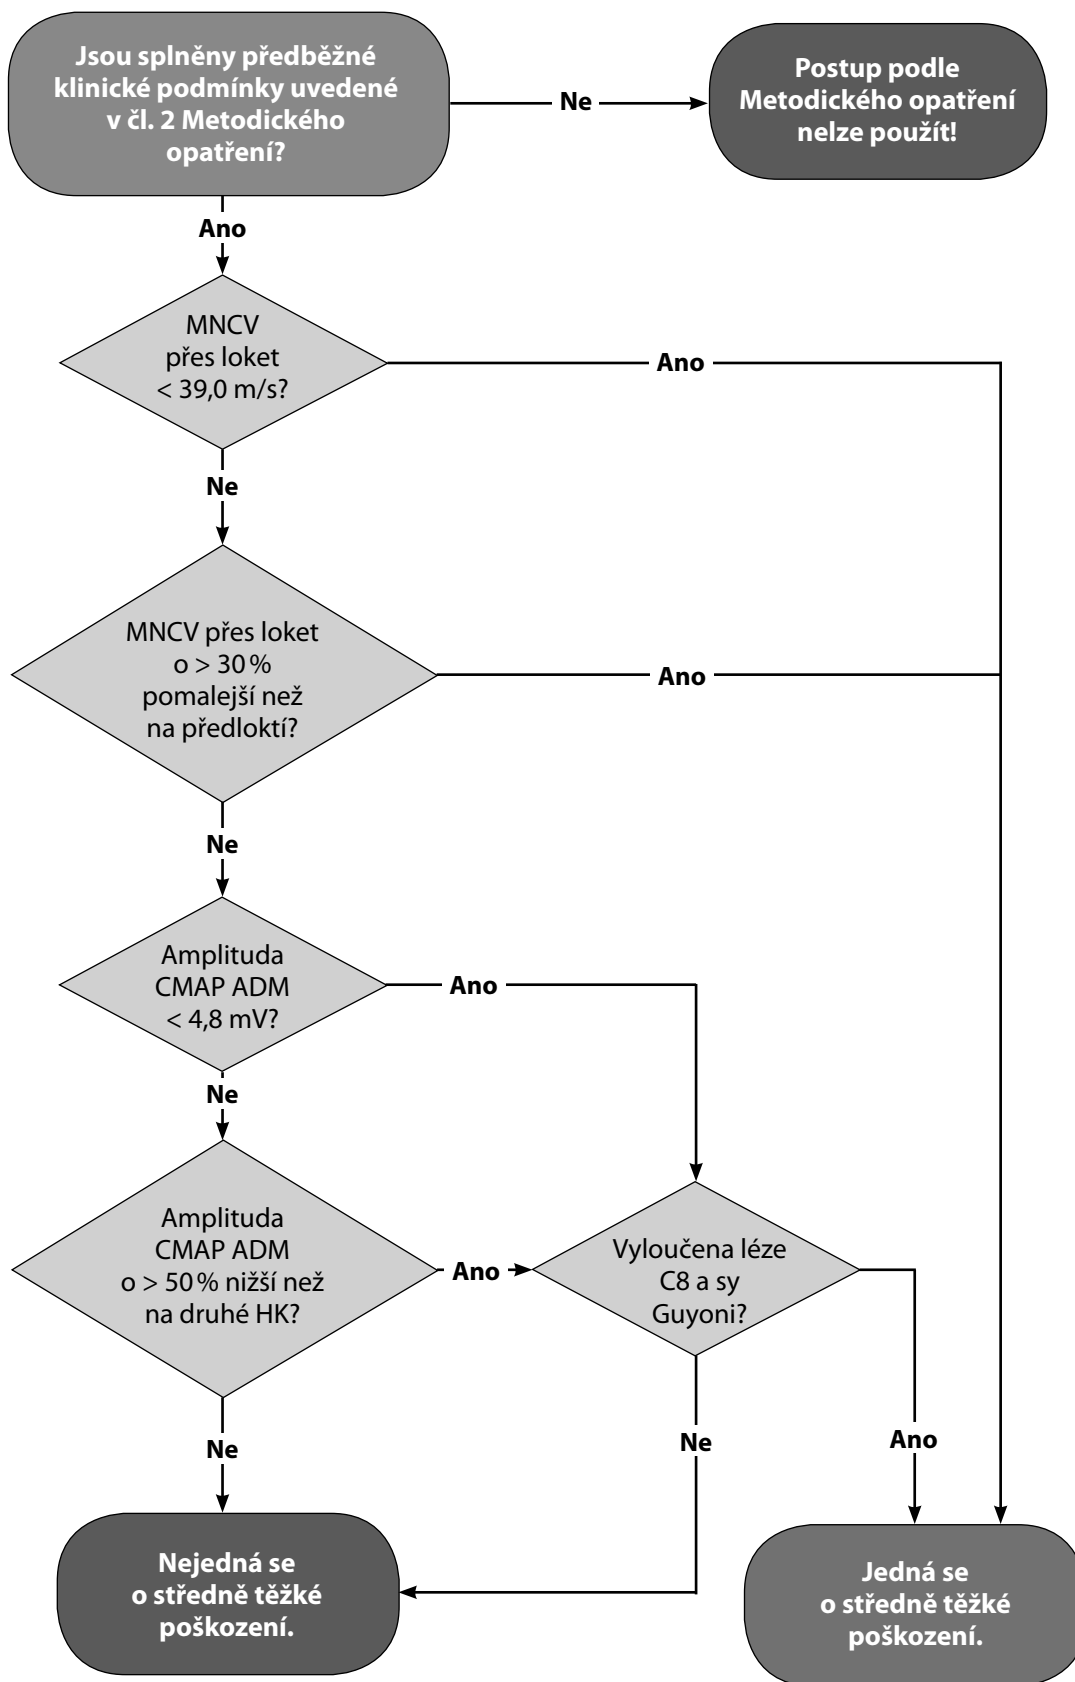 Jsou splněny předběžné
klinické podmínky uvedené
v čl. 2 Metodického
opatření?
Ne
Postup podle
Metodického opatření
nelze použít!
Ano
MNCV
přes loket
< 39,0 m/s?
Ano
Ne
MNCV přes loket
o > 30 %
pomalejší než
na předloktí?
Ano
Ne
Amplituda
CMAP ADM
< 4,8 mV?
Ano
Ne
Amplituda
CMAP ADM
o > 50 % nižší než
na druhé HK?
Ano
Vyloučena léze
C8 a sy
Guyoni?
Ne
Ne
Ano
Nejedná se
o středně těžké
poškození.
Jedná se
o středně těžké
poškození.